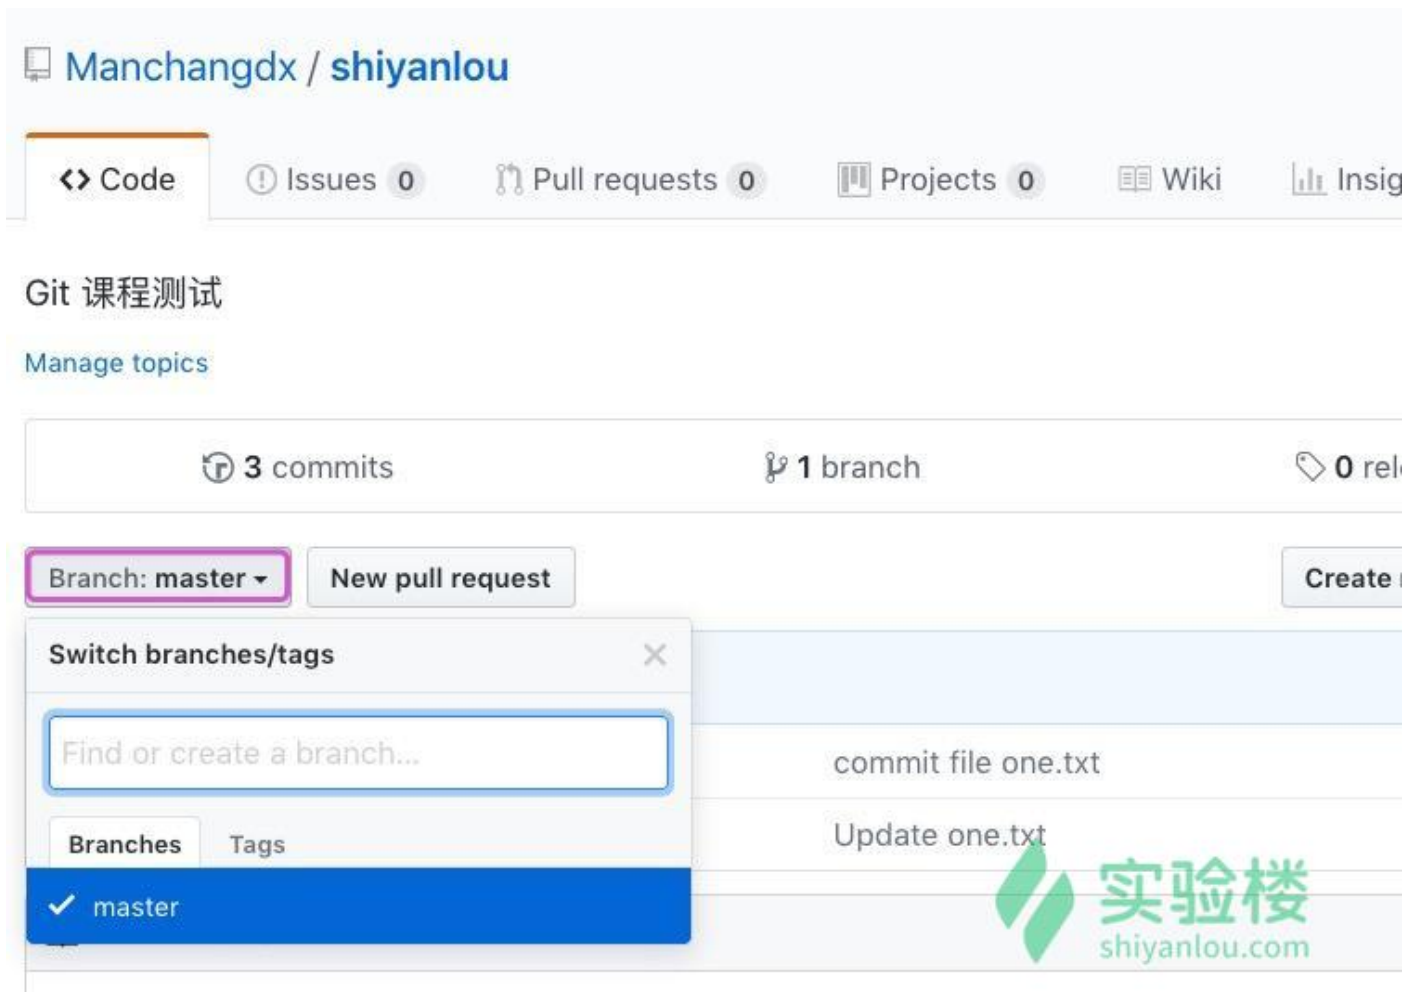 Manchangdx / shiyanlou
Code Issues 0 Pull requests 0 Projects 0 Wiki
Git 课程测试
Manage topics
3 commits 1 branch 0
Branch: master New pull request Create
Switch branches/tags
Find or create a branch...
commit file one.txt
Update one.txt
Branches Tags
master
实验楼
shiyanlou.com